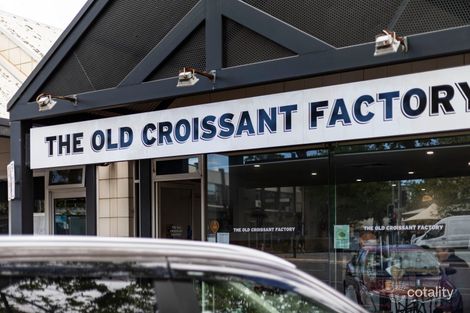 THE OLD CROISSANT FACTORY
THE OLD CROISSANT FACTORY
THE OLD CROISSANT FACTORY
cotality